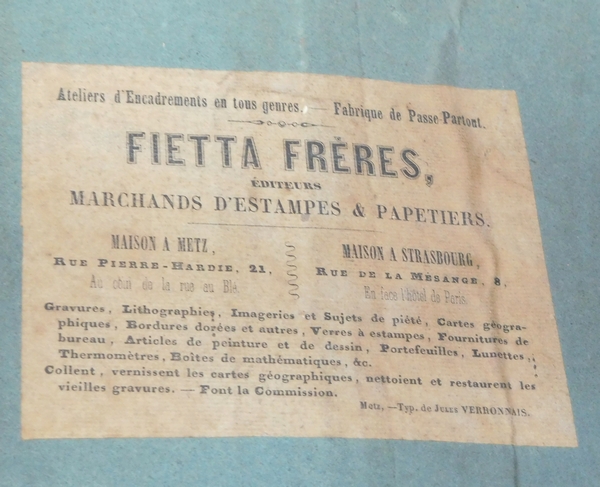 Ateliers d'Encadrements en tous genres. — Fabrique de Passe-Partout.
FIETTA FRÈRES,
ÉDITEURS
MARCHANDS D'ESTAMPES & PAPETIERS.
MAISON A METZ,
RUE PIERRE-HARDIE, 21,
Au bout de la rue au Blé.
MAISON A STRASBOURG,
RUE DE LA MÉSANGE, 8,
En face l'hôtel de Paris.
Gravures, Lithographies, Imageries et Sujets de piété, Cartes géogra-
phiques, Bordures dorées et autres, Verres à estampes, Fournitures de
bureau, Articles de peinture et de dessin, Portefeuilles, Lunettes,
Thermomètres, Boîtes de mathématiques, &c.
Collent, vernissent les cartes géographiques, nettoient et restaurent les
vieilles gravures. — Font la Commission.
Metz, — Typ. de JULES VERRONNAIS.